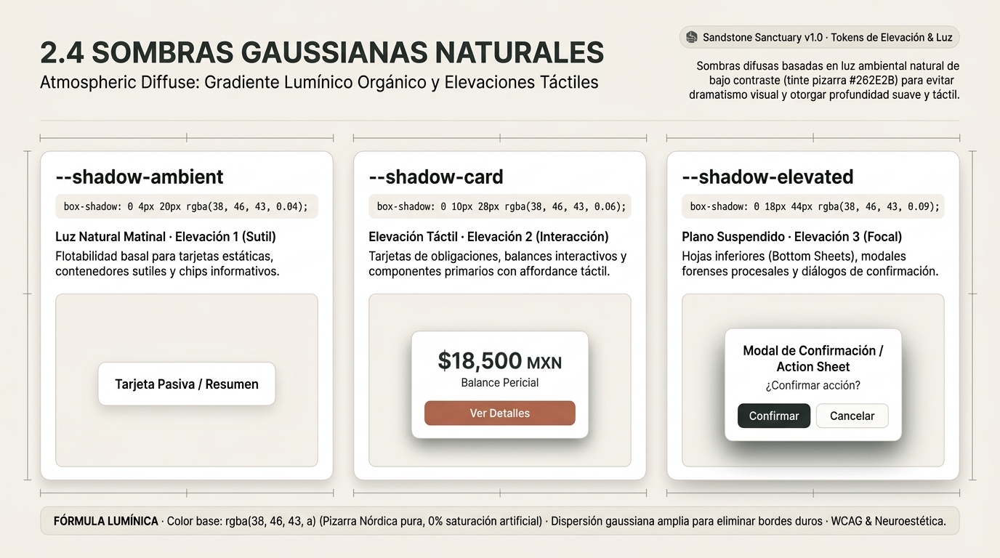 2.4 SOMBRAS GAUSSIANAS NATURALES
Atmospheric Diffuse: Gradiente Lumínico Orgánico y Elevaciones Táctiles
Sandstone Sanctuary v1.0 · Tokens de Elevación & Luz
Sombras difusas basadas en luz ambiental natural de
bajo contraste (tinte pizarra #262E2B) para evitar
dramatismo visual y otorgar profundidad suave y táctil.
--shadow-ambient
box-shadow: 0 4px 20px rgba(38, 46, 43, 0.04);
Luz Natural Matinal · Elevación 1 (Sutil)
Flotabilidad basal para tarjetas estáticas,
contenedores sutiles y chips informativos.
Tarjeta Pasiva / Resumen
--shadow-card
box-shadow: 0 10px 28px rgba(38, 46, 43, 0.06);
Elevación Táctil · Elevación 2 (Interacción)
Tarjetas de obligaciones, balances interactivos y
componentes primarios con affordance táctil.
$18,500 MXN
Balance Pericial
Ver Detalles
--shadow-elevated
box-shadow: 0 18px 44px rgba(38, 46, 43, 0.09);
Plano Suspendido · Elevación 3 (Focal)
Hojas inferiores (Bottom Sheets), modales
forenses procesales y diálogos de confirmación.
Modal de Confirmación /
Action Sheet
¿Confirmar acción?
Confirmar
Cancelar
FÓRMULA LUMÍNICA · Color base: rgba(38, 46, 43, a) (Pizarra Nórdica pura, 0% saturación artificial) · Dispersión gaussiana amplia para eliminar bordes duros · WCAG & Neuroestética.